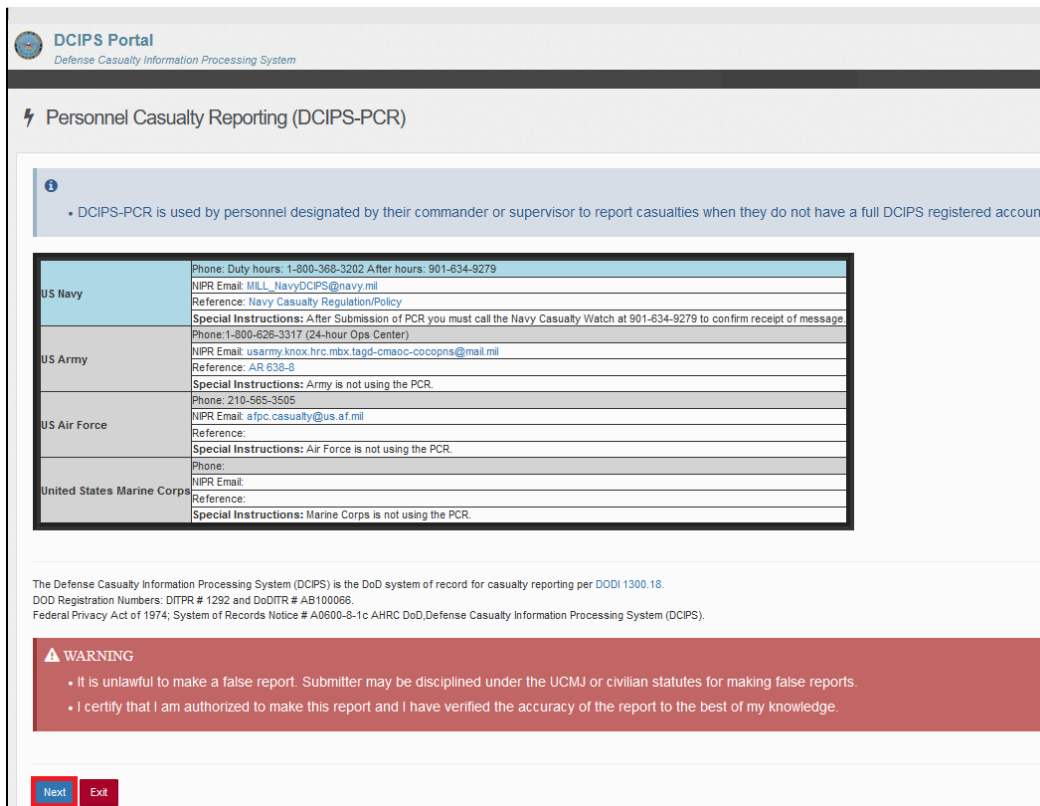 DCIPS Portal
Defense Casualty Information Processing System
Personnel Casualty Reporting (DCIPS-PCR)
• DCIPS-PCR is used by personnel designated by their commander or supervisor to report casualties when they do not have a full DCIPS registered accoun
US Navy
Phone: Duty hours: 1-800-368-3202 After hours: 901-634-9279
NIPR Email: MILL_NavyDCIPS@navy.mil
Reference: Navy Casualty Regulation/Policy
Special Instructions: After Submission of PCR you must call the Navy Casualty Watch at 901-634-9279 to confirm receipt of message.
US Army
Phone:1-800-626-3317 (24-hour Ops Center)
NIPR Email: usarmy.knox.hrc.mbx.tagd-cmaoc-cocopns@mail.mil
Reference: AR 638-8
Special Instructions: Army is not using the PCR.
US Air Force
Phone: 210-565-3505
NIPR Email: afpc.casualty@us.af.mil
Reference:
Special Instructions: Air Force is not using the PCR.
United States Marine Corps
Phone:
NIPR Email:
Reference:
Special Instructions: Marine Corps is not using the PCR.
The Defense Casualty Information Processing System (DCIPS) is the DoD system of record for casualty reporting per DODI 1300.18.
DOD Registration Numbers: DITPR # 1292 and DoDITR # AB100066.
Federal Privacy Act of 1974; System of Records Notice # A0600-8-1c AHRC DoD,Defense Casualty Information Processing System (DCIPS).
WARNING
• It is unlawful to make a false report. Submitter may be disciplined under the UCMJ or civilian statutes for making false reports.
• I certify that I am authorized to make this report and I have verified the accuracy of the report to the best of my knowledge.
Next Exit